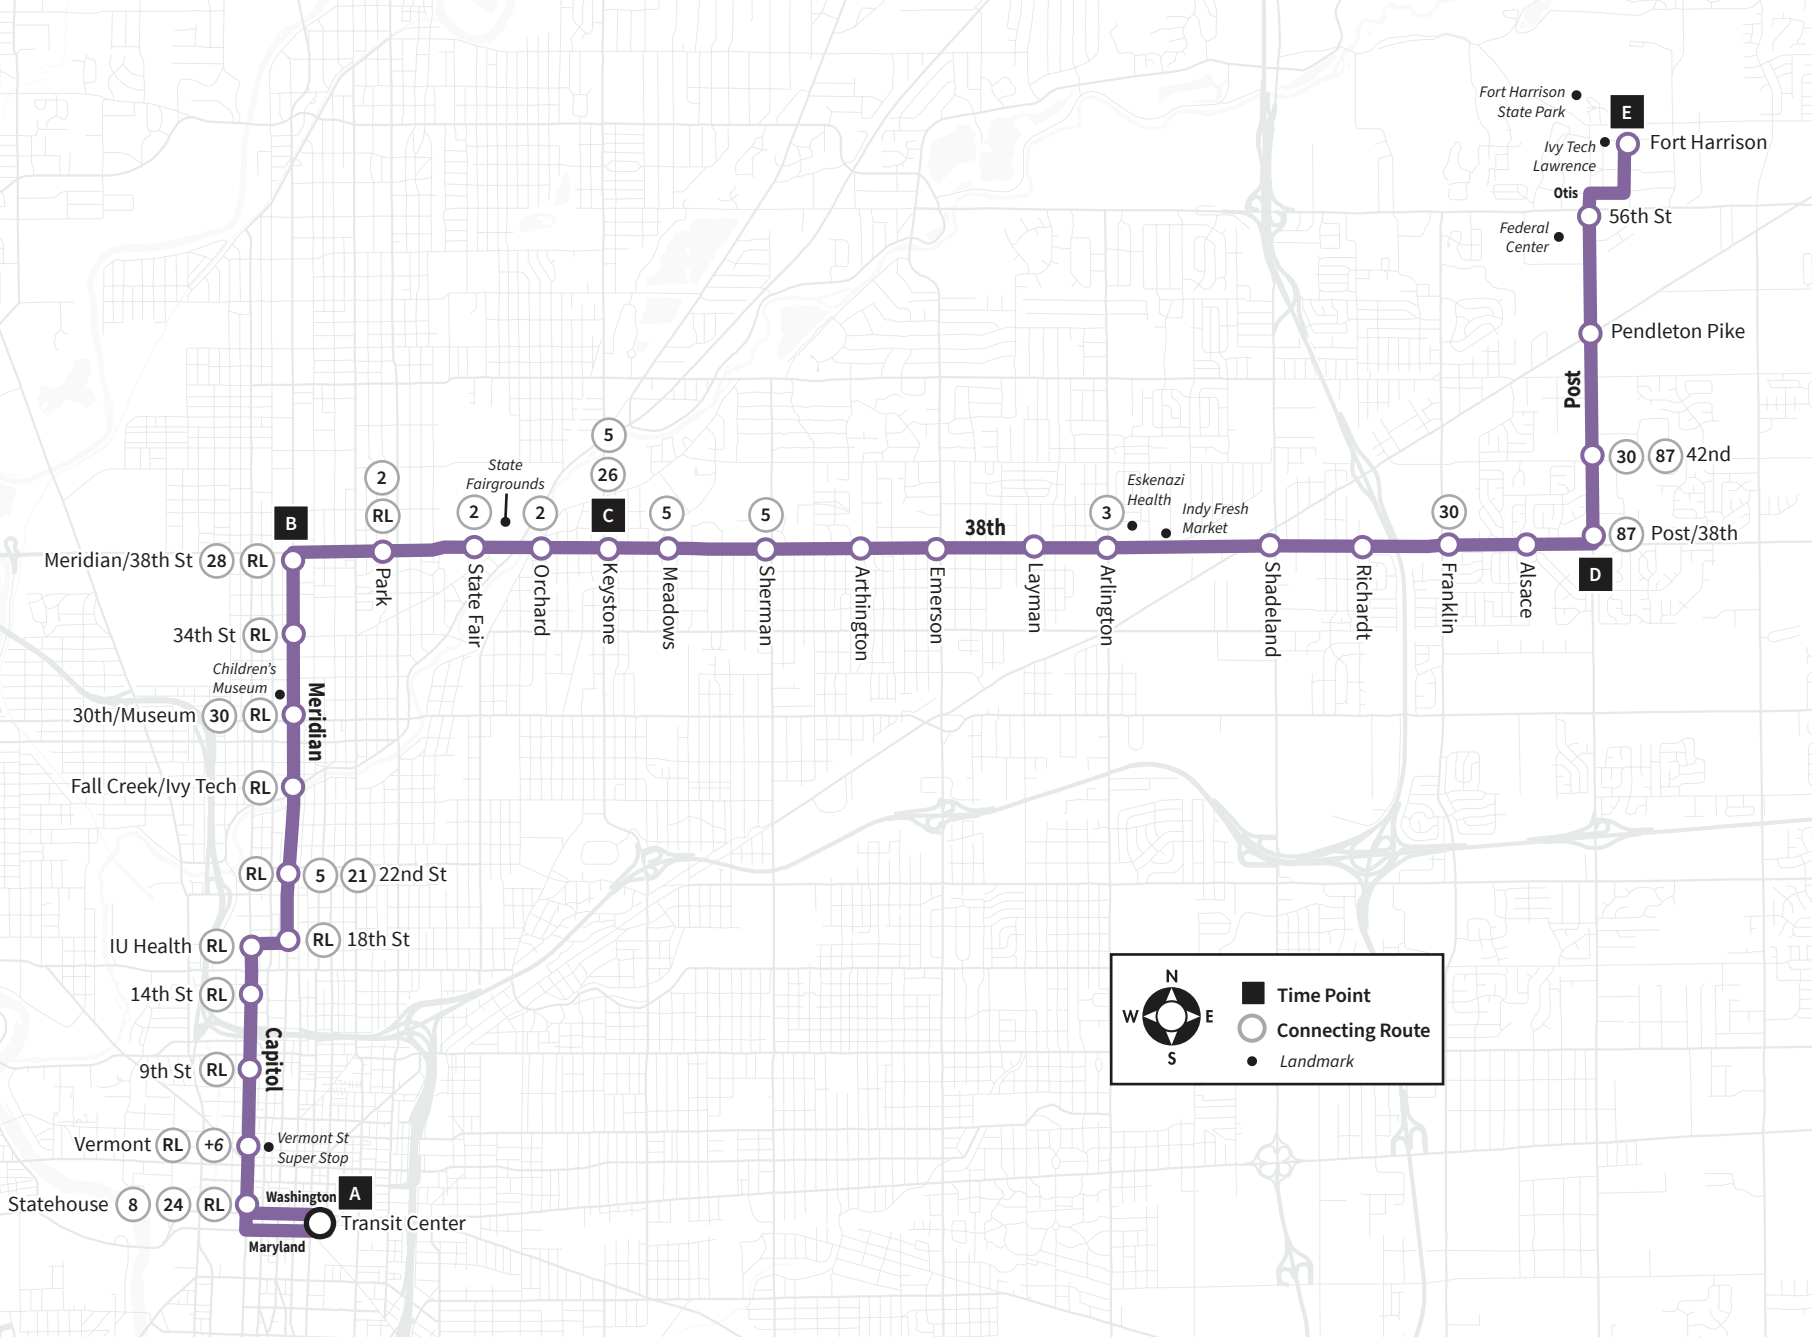 Fort Harrison
State Park
E
Ivy Tech
Lawrence
Fort Harrison
Otis
56th St
Federal
Center
Pendleton Pike
Post
30 87 42nd
87 Post/38th
D
5
26
C
2
RL
State
Fairgrounds
2
2
5
5
38th
Eskenazi
Health
3
Indy Fresh
Market
30
B
Meridian/38th St 28 RL
Park
State Fair
Orchard
Keystone
Meadows
Sherman
Arthington
Emerson
Layman
Arlington
Shadeland
Richardt
Franklin
Alsace
34th St RL
Children's
Museum
30th/Museum 30 RL
Meridian
Fall Creek/Ivy Tech RL
RL 5 21 22nd St
IU Health RL
RL 18th St
14th St RL
Capitol
9th St RL
Vermont RL +6
Vermont St
Super Stop
Statehouse 8 24 RL
Washington
A
Transit Center
Maryland
N
W E
S
Time Point
Connecting Route
Landmark